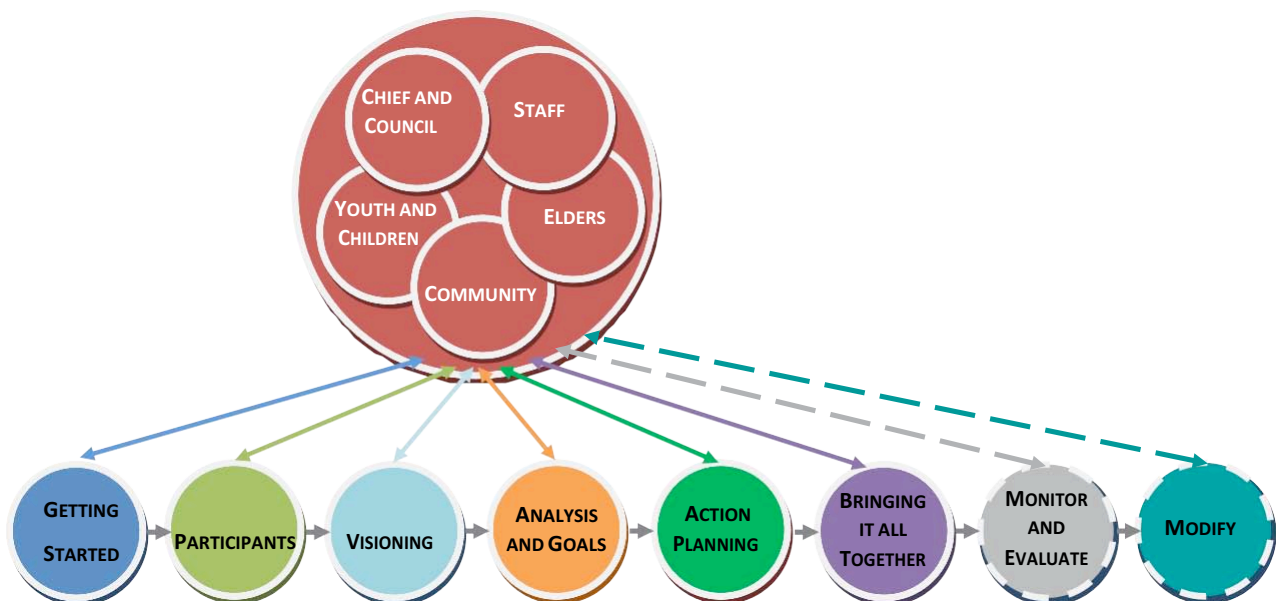 CHIEF AND
COUNCIL
STAFF
YOUTH AND
CHILDREN
ELDERS
COMMUNITY
GETTING
STARTED
PARTICIPANTS
VISIONING
ANALYSIS
AND GOALS
ACTION
PLANNING
BRINGING
IT ALL
TOGETHER
MONITOR
AND
EVALUATE
MODIFY